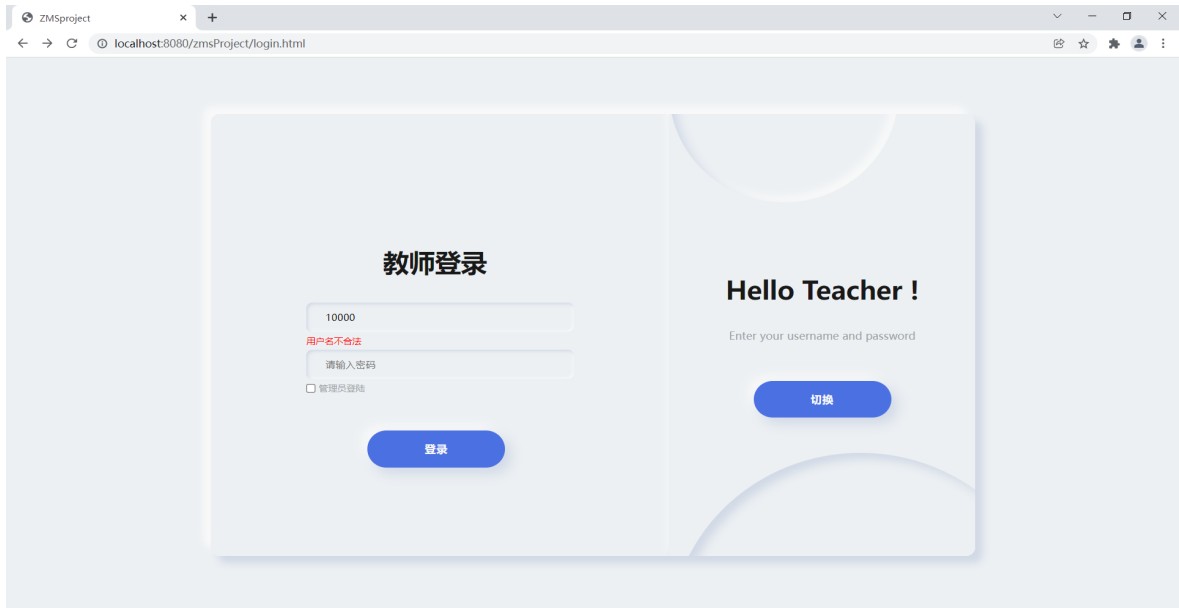 ZMSproject
localhost:8080/zmsProject/login.html
教师登录
10000
用户名不合法
请输入密码
管理员登陆
登录
Hello Teacher !
Enter your username and password
切换